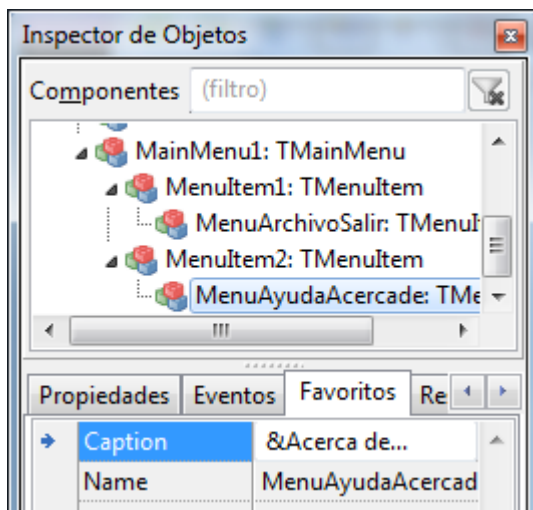 Inspector de Objetos
Componentes (filtro)
MainMenu1: TMainMenu
MenuItem1: TMenuItem
MenuArchivoSalir: TMenuI
MenuItem2: TMenuItem
MenuAyudaAcercade: TMe
Propiedades Eventos Favoritos Re
Caption &Acerca de...
Name MenuAyudaAcercad